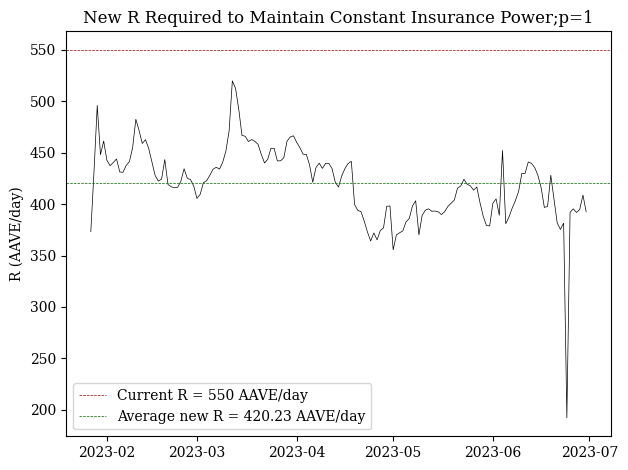 New R Required to Maintain Constant Insurance Power;p=1
R (AAVE/day)
550
500
450
400
350
300
250
200
Current R = 550 AAVE/day
Average new R = 420.23 AAVE/day
2023-02 2023-03 2023-04 2023-05 2023-06 2023-07